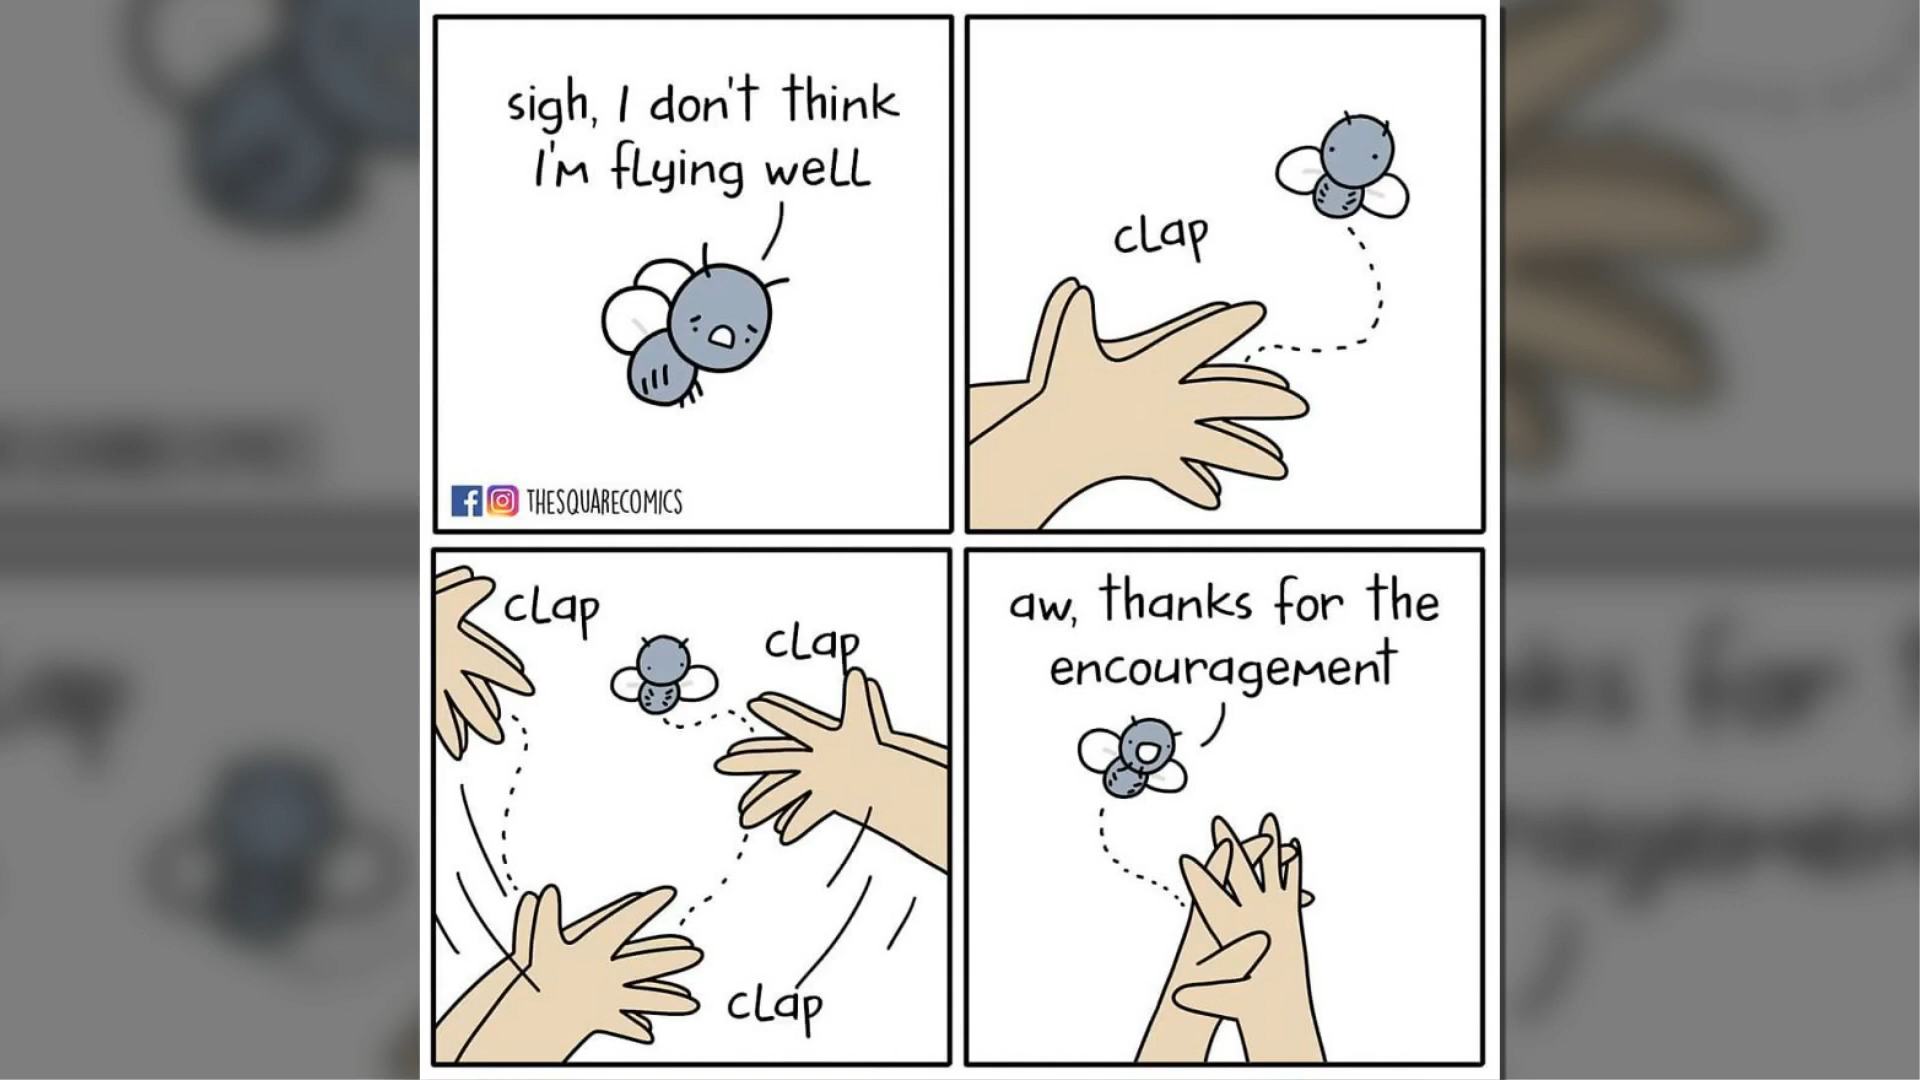 sigh, I don't think
I'm flying well
THESQUARECOMICS
clap
clap
clap
clap
aw, thanks for the
encouragement